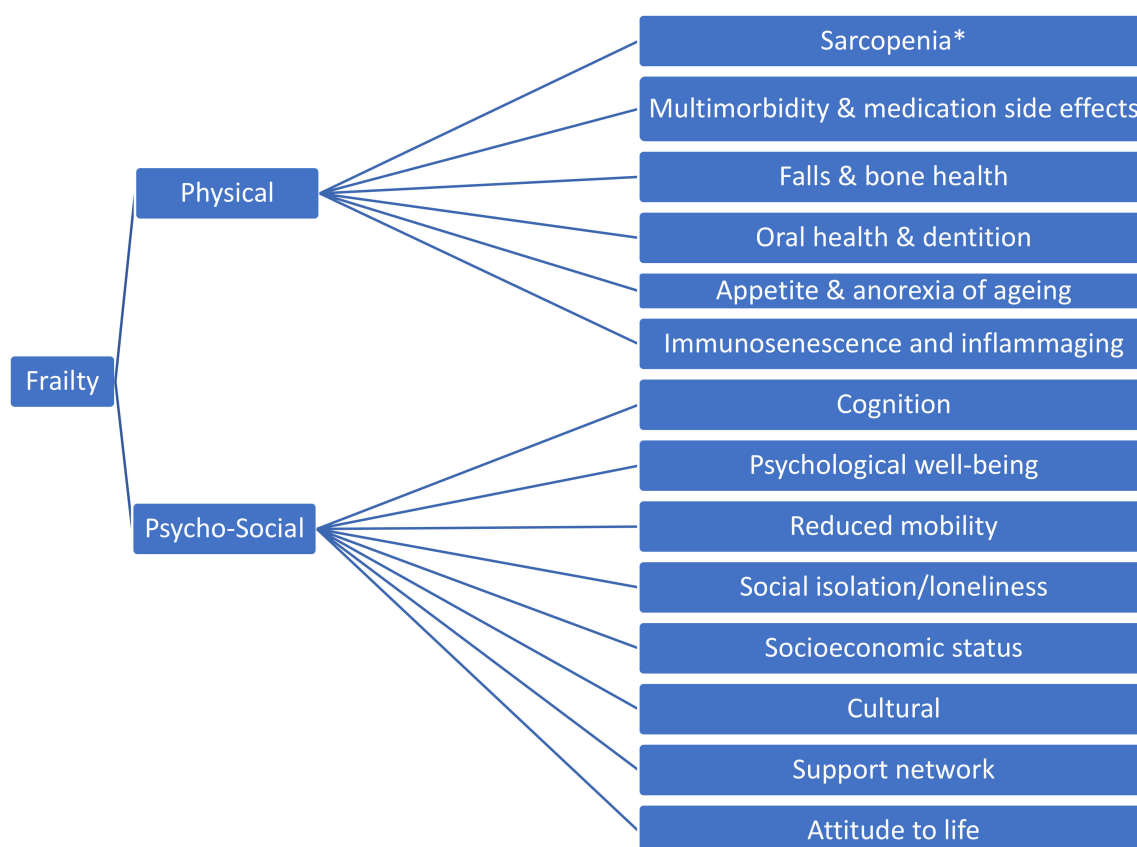 Frailty
Physical
Sarcopenia*
Multimorbidity & medication side effects
Falls & bone health
Oral health & dentition
Appetite & anorexia of ageing
Immunosenescence and inflammaging
Psycho-Social
Cognition
Psychological well-being
Reduced mobility
Social isolation/loneliness
Socioeconomic status
Cultural
Support network
Attitude to life